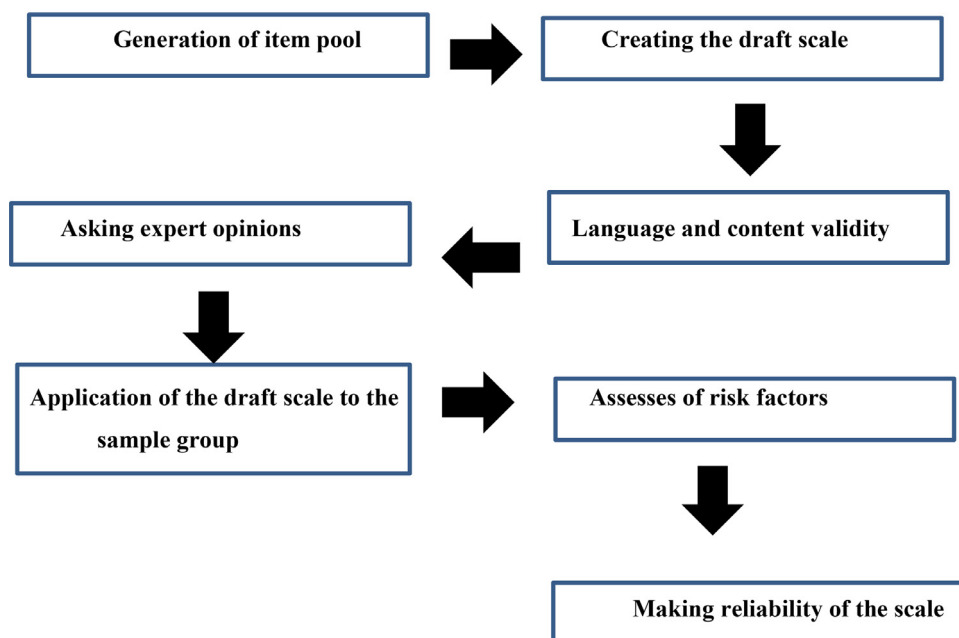 Generation of item pool
Creating the draft scale
Language and content validity
Asking expert opinions
Application of the draft scale to the
sample group
Assesses of risk factors
Making reliability of the scale